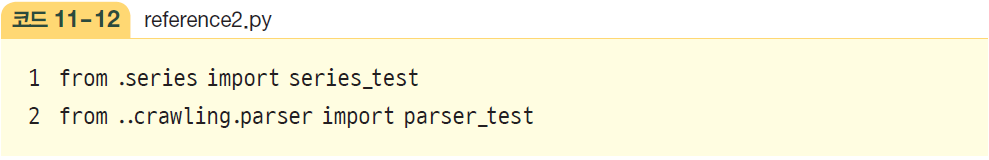 코드 11-12 reference2.py
1 from .series import series_test
2 from ..crawling.parser import parser_test